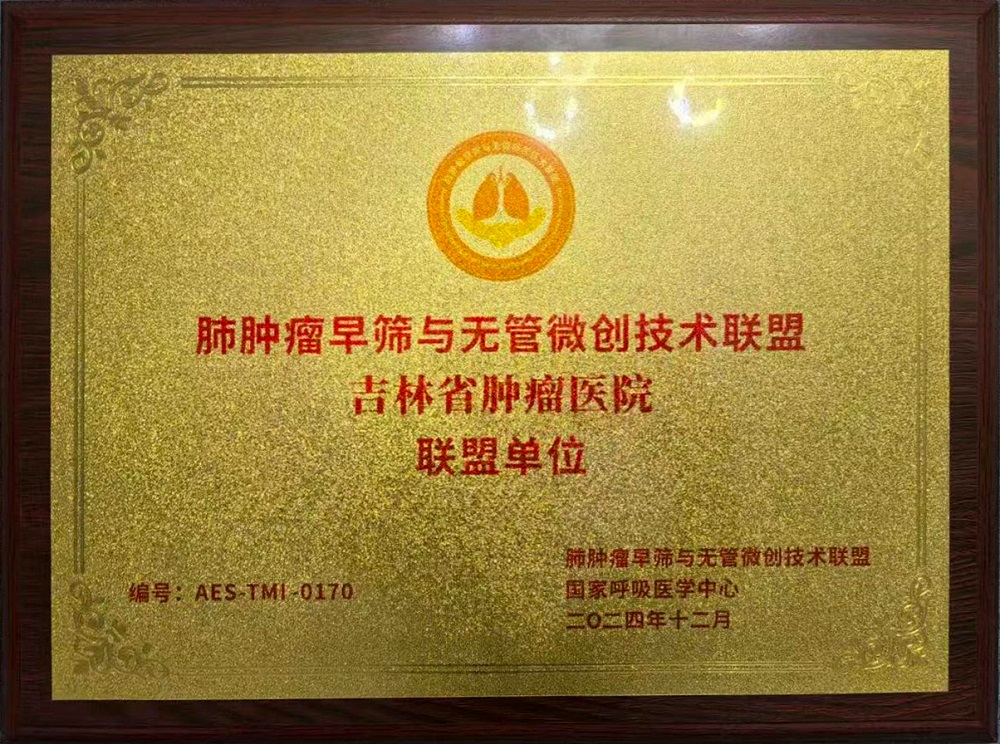 肺肿瘤早筛与无管微创技术联盟
吉林省肿瘤医院
联盟单位
编号：AES-TMI-0170
肺肿瘤早筛与无管微创技术联盟
国家呼吸医学中心
二〇二四年十二月